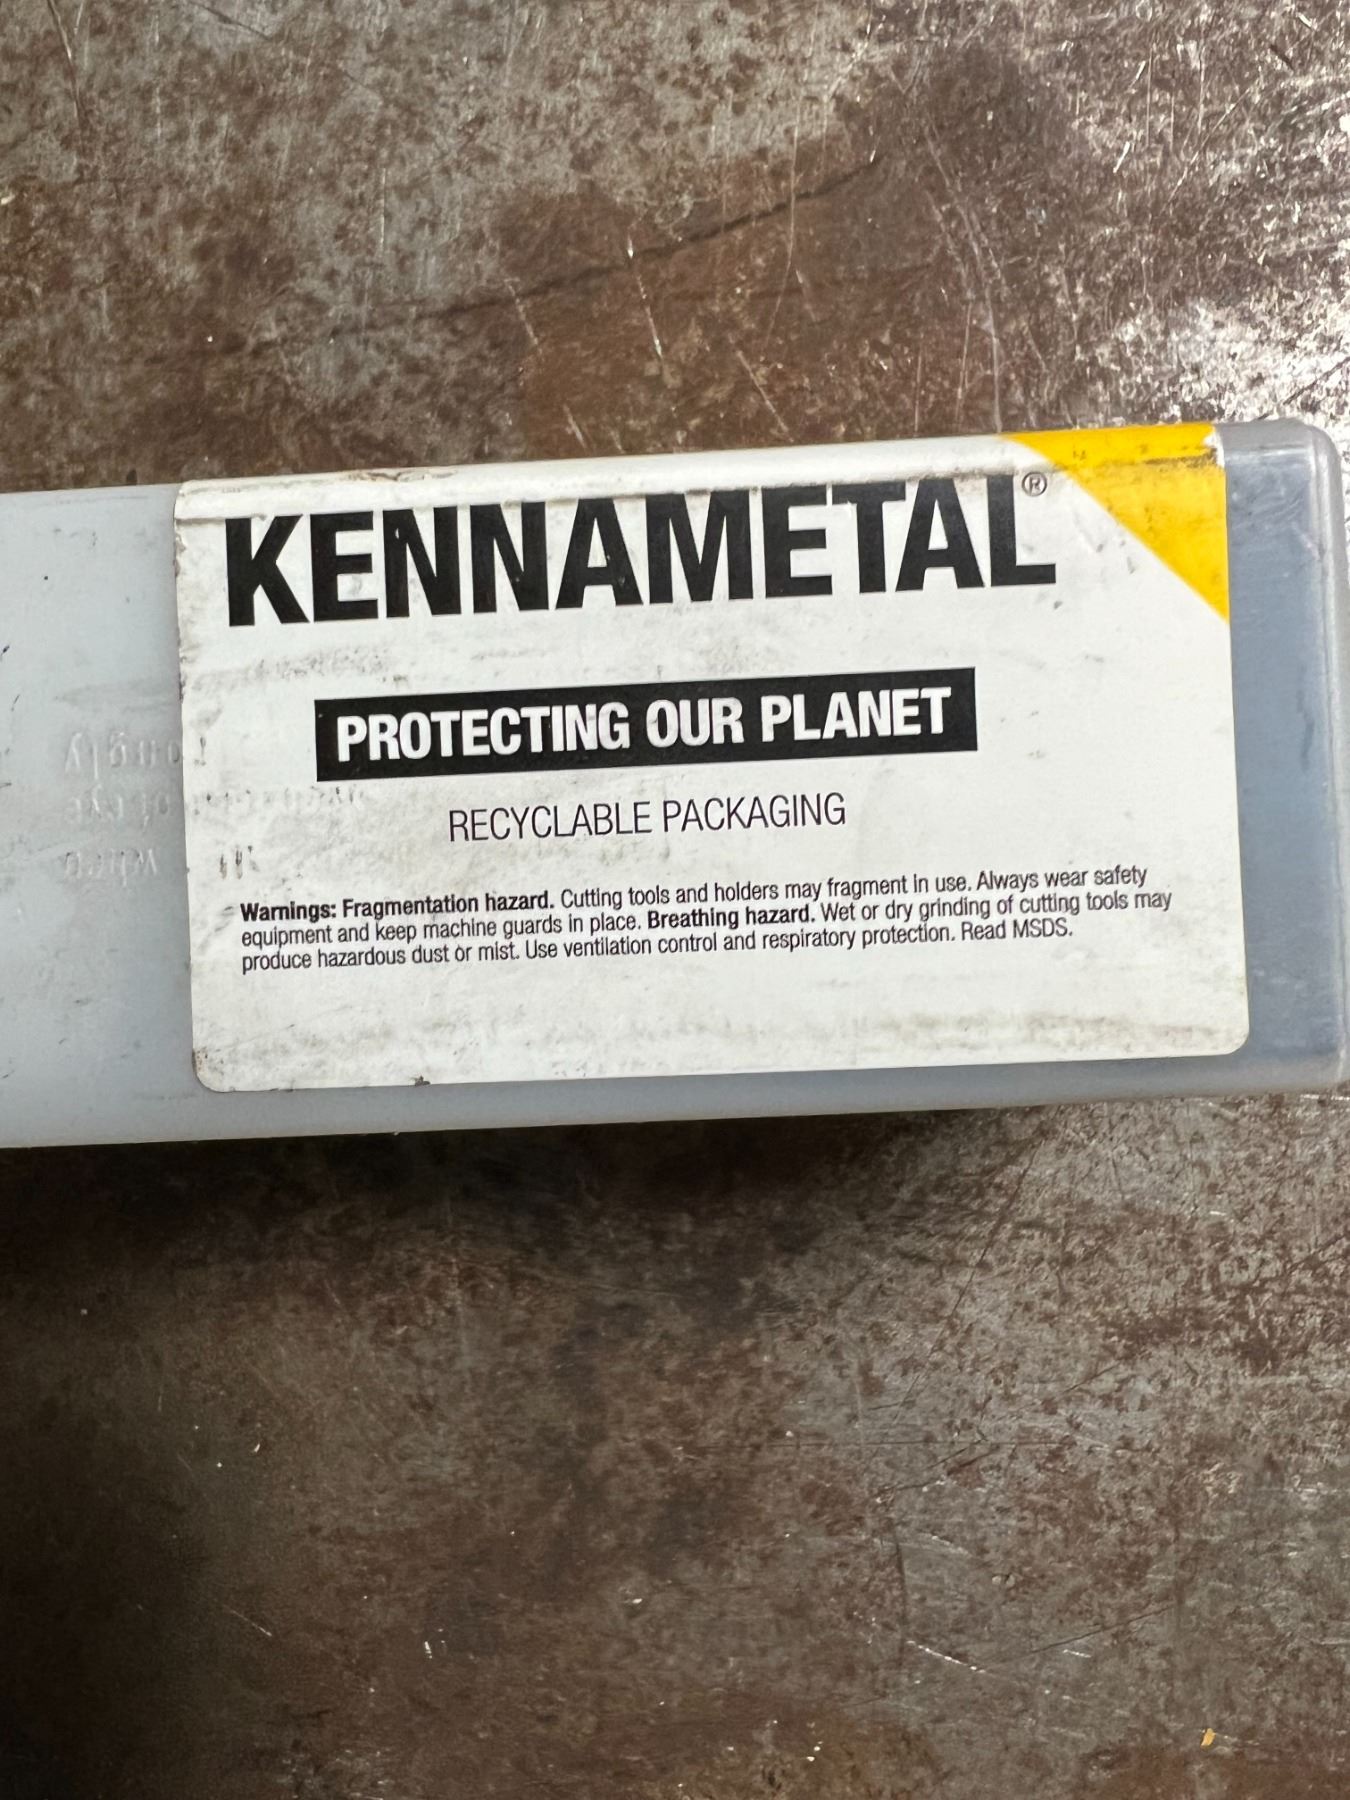 KENNAMETAL®
PROTECTING OUR PLANET
RECYCLABLE PACKAGING
Warnings: Fragmentation hazard. Cutting tools and holders may fragment in use. Always wear safety
equipment and keep machine guards in place. Breathing hazard. Wet or dry grinding of cutting tools may
produce hazardous dust or mist. Use ventilation control and respiratory protection. Read MSDS.